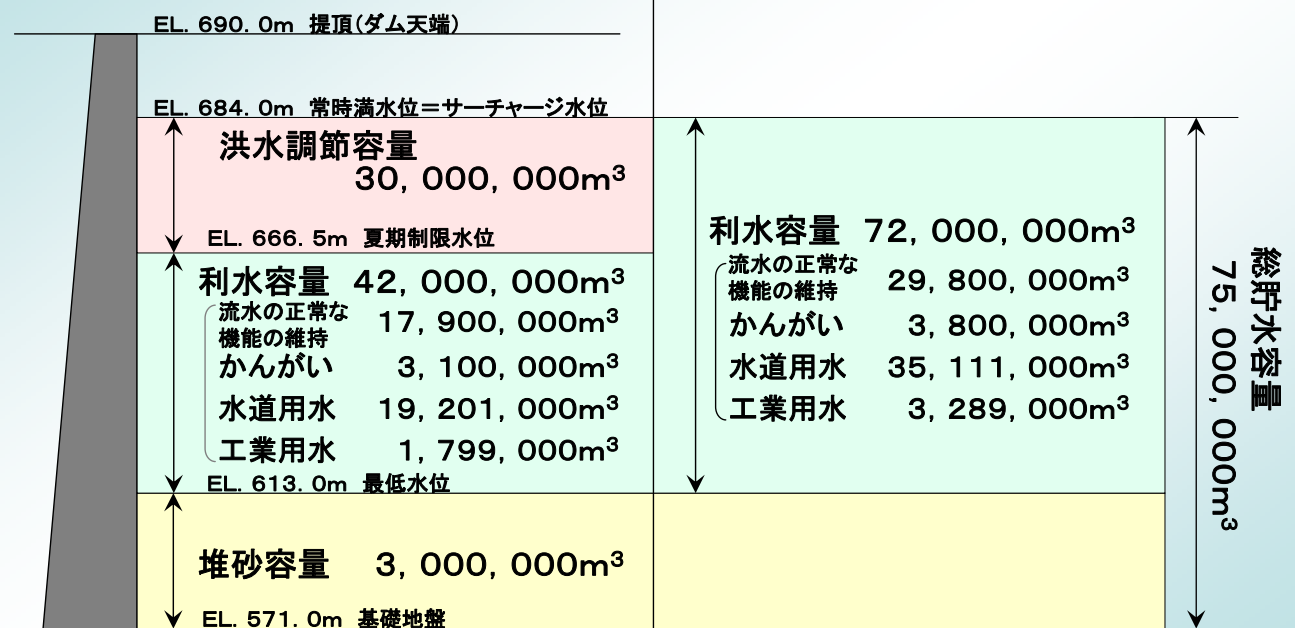 EL. 690. 0m 提頂(ダム天端)
EL. 684. 0m 常時満水位＝サーチャージ水位
洪水調節容量
30, 000, 000m³
EL. 666. 5m 夏期制限水位
利水容量 42, 000, 000m³
流水の正常な
機能の維持 17, 900, 000m³
かんがい 3, 100, 000m³
水道用水 19, 201, 000m³
工業用水 1, 799, 000m³
EL. 613. 0m 最低水位
堆砂容量 3, 000, 000m³
EL. 571. 0m 基礎地盤
利水容量 72, 000, 000m³
流水の正常な
機能の維持 29, 800, 000m³
かんがい 3, 800, 000m³
水道用水 35, 111, 000m³
工業用水 3, 289, 000m³
総貯水容量
75, 000, 000m³